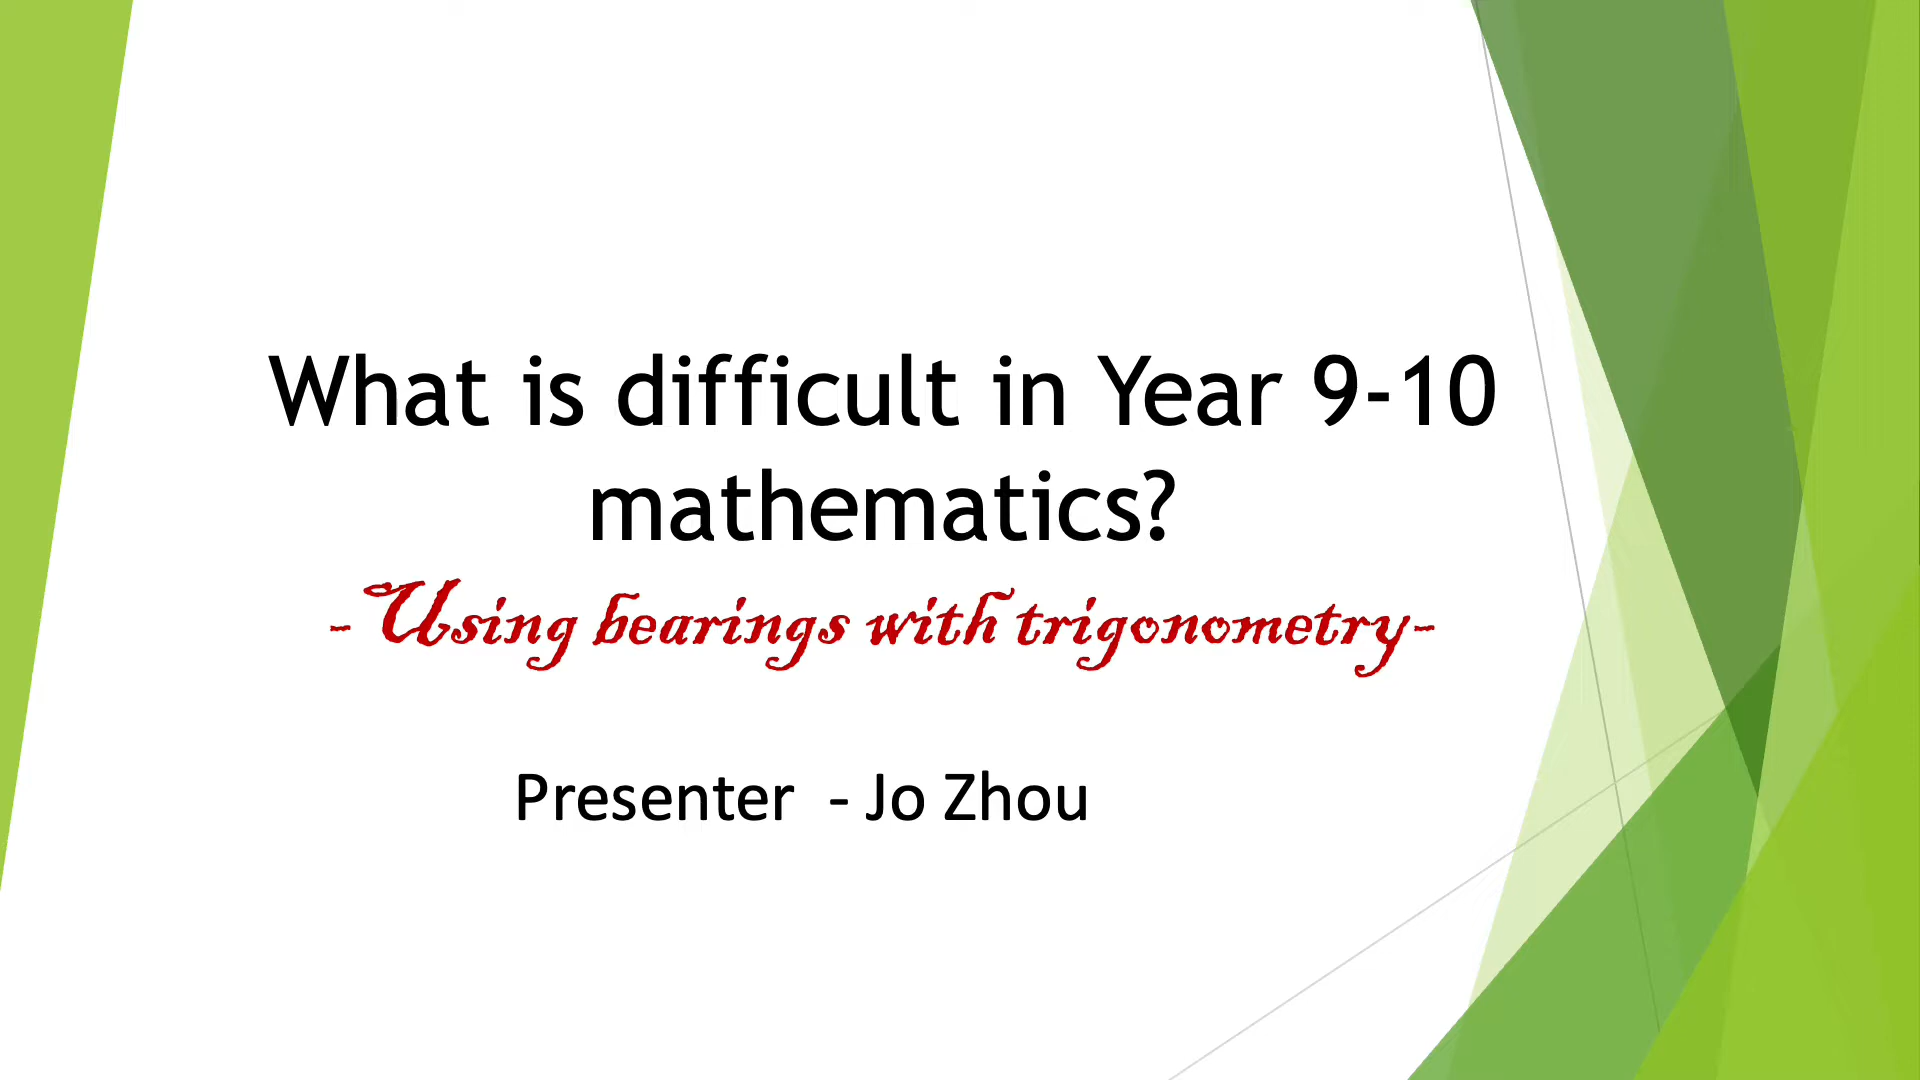 What is difficult in Year 9-10
mathematics?
-Using bearings with trigonometry-
Presenter  - Jo Zhou